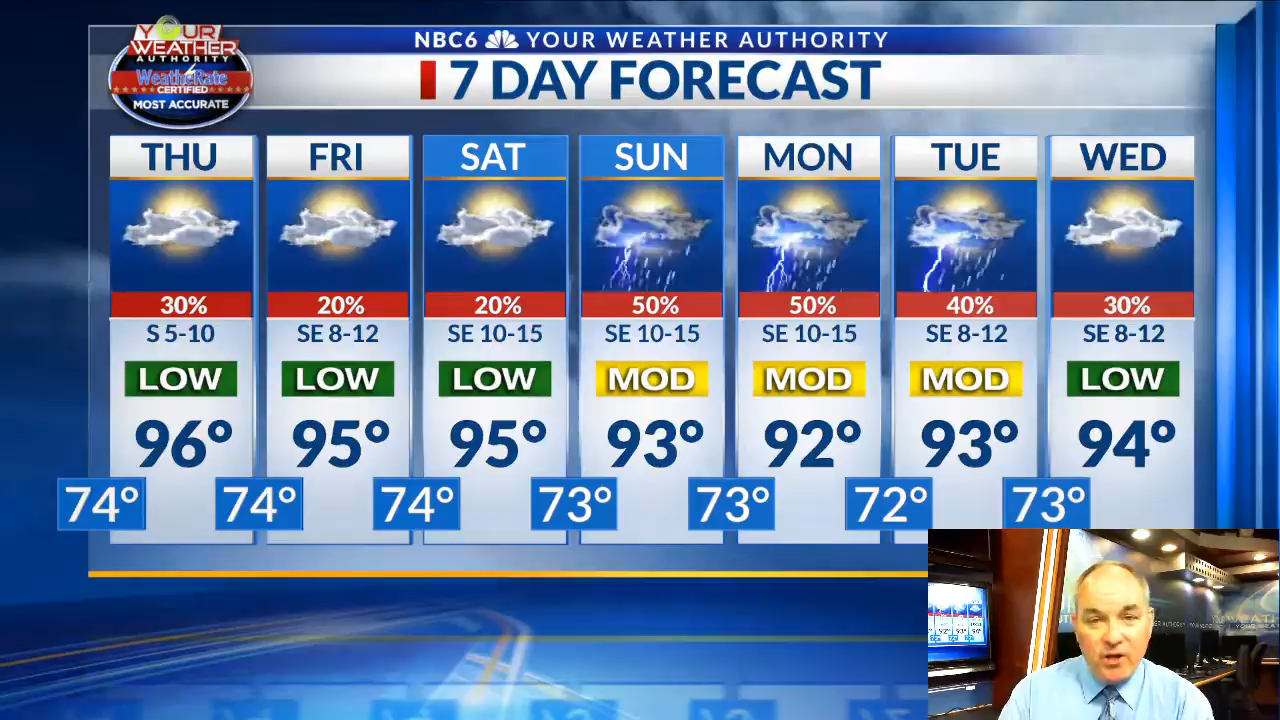 YOUR
WEATHER
AUTHORITY
WeatheRate
CERTIFIED
MOST ACCURATE
NBC6 YOUR WEATHER AUTHORITY
7 DAY FORECAST
THU FRI SAT SUN MON TUE WED
30% 20% 20% 50% 50% 40% 30%
S 5-10 SE 8-12 SE 10-15 SE 10-15 SE 10-15 SE 8-12 SE 8-12
LOW LOW LOW MOD MOD MOD LOW
96° 95° 95° 93° 92° 93° 94°
74° 74° 74° 73° 73° 72° 73°